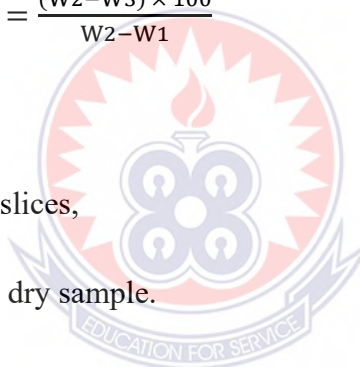 = (W2−W3) × 100
W2−W1
slices,
dry sample.
EDUCATION FOR SERVICE